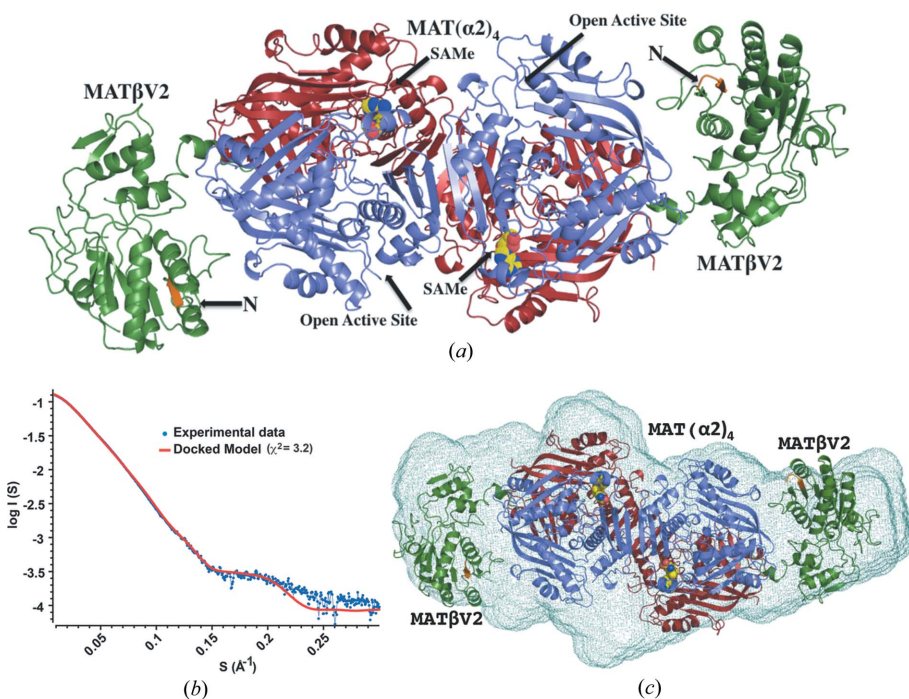 MAT(α2)4
SAMe
Open Active Site
N
MATβV2
MATβV2
SAMe
N
Open Active Site
(a)
-1
-1.5
-2
-2.5
-3
-3.5
-4
log I (S)
Experimental data
Docked Model (χ²= 3.2)
0.05
0.1
0.15
0.2
0.25
S (A⁻¹)
(b)
MAT(α2)4
MATβV2
MATβV2
(c)